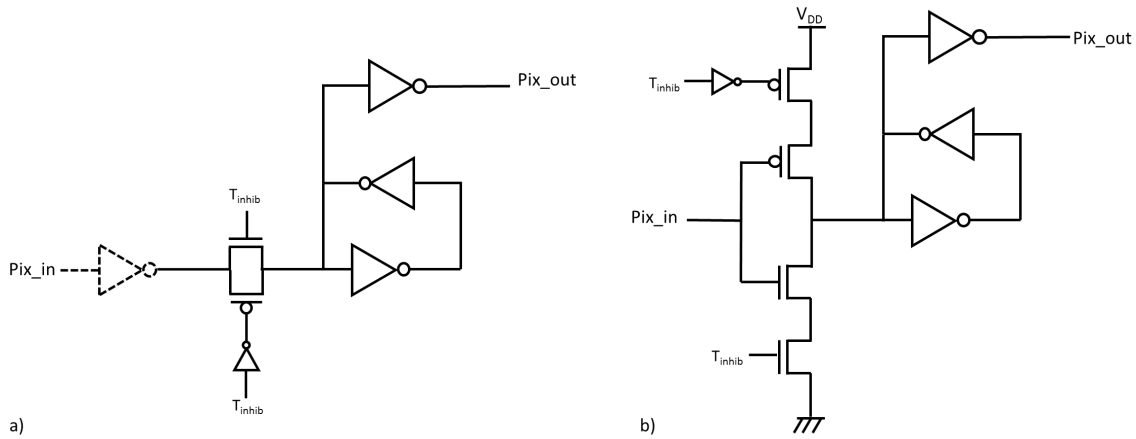 Pix_out
T_inhib
Pix_in
T_inhib
a)
V_DD
Pix_out
T_inhib
Pix_in
T_inhib
b)